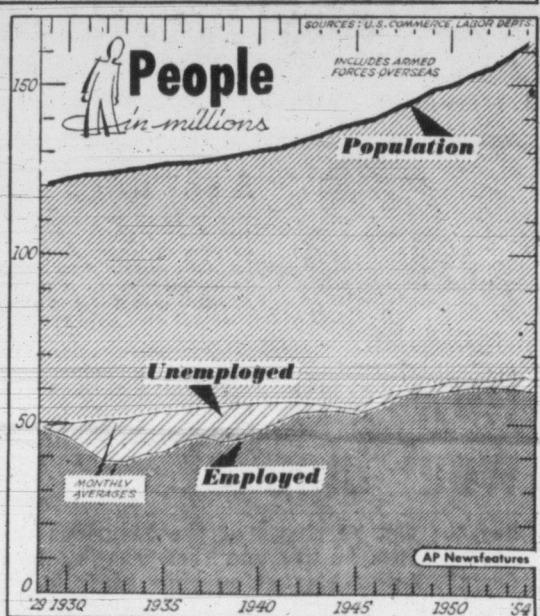 SOURCES: U.S. COMMERCE, LABOR DEPTS
People
in millions
INCLUDES ARMED
FORCES OVERSEAS
150
Population
100
Unemployed
50
MONTHLY
AVERAGES
Employed
AP Newsfeatures
0
'29 1930 1935 1940 1945 1950 54